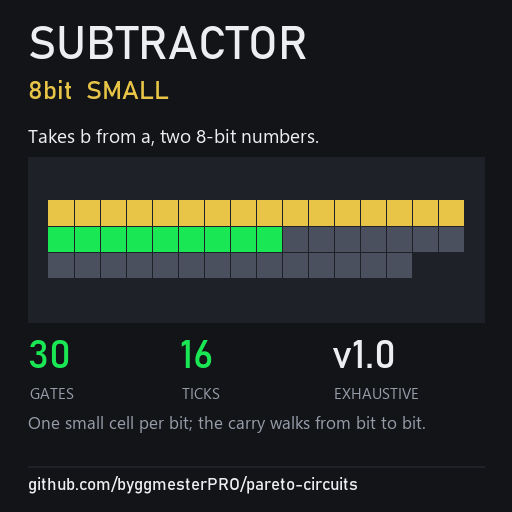 SUBTRACTOR
8bit SMALL
Takes b from a, two 8-bit numbers.
30 16 v1.0
GATES TICKS EXHAUSTIVE
One small cell per bit; the carry walks from bit to bit.
github.com/byggmesterPRO/pareto-circuits